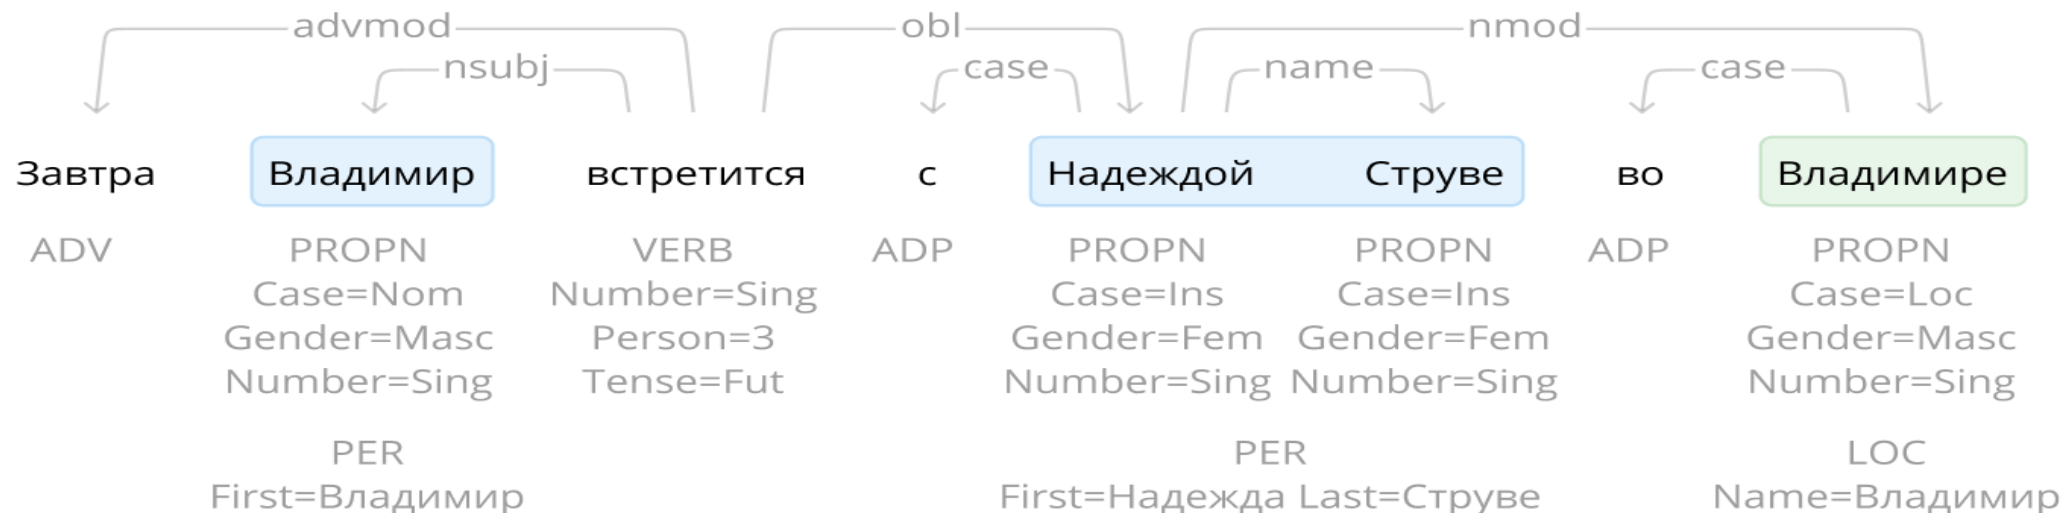 advmod obl nmod
nsubj case name case
Завтра Владимир встретится с Надеждой Струве во Владимире
ADV PROPN VERB ADP PROPN PROPN ADP PROPN
Case=Nom Number=Sing Case=Ins Case=Ins Case=Loc
Gender=Masc Person=3 Gender=Fem Gender=Fem Gender=Masc
Number=Sing Tense=Fut Number=Sing Number=Sing Number=Sing
PER PER LOC
First=Владимир First=Надежда Last=Струве Name=Владимир